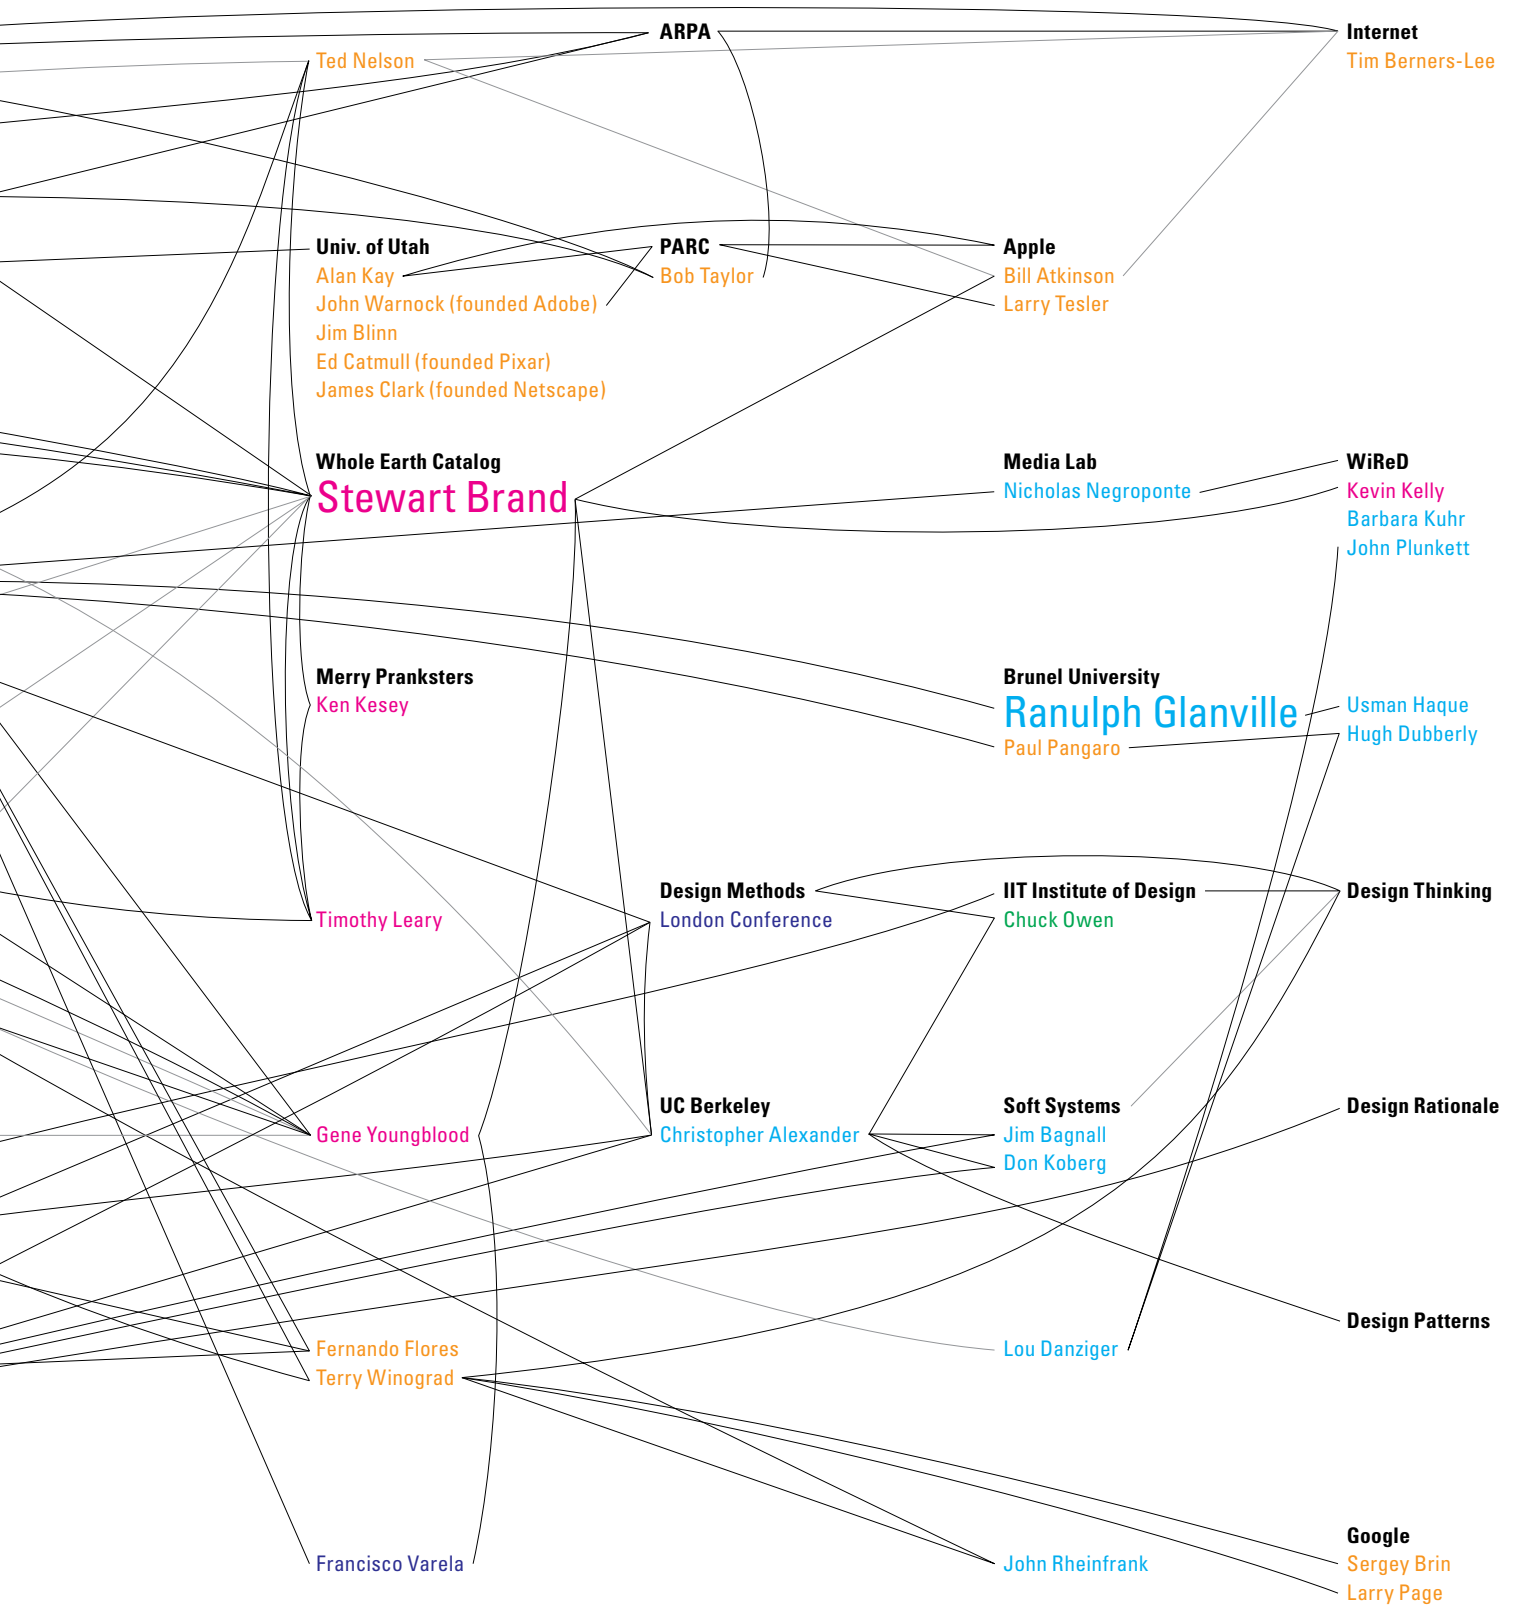 ARPA
Internet
Ted Nelson
Tim Berners-Lee
Univ. of Utah
Alan Kay
John Warnock (founded Adobe)
Jim Blinn
Ed Catmull (founded Pixar)
James Clark (founded Netscape)
PARC
Bob Taylor
Apple
Bill Atkinson
Larry Tesler
Whole Earth Catalog
Stewart Brand
Media Lab
Nicholas Negroponte
WiReD
Kevin Kelly
Barbara Kuhr
John Plunkett
Merry Pranksters
Ken Kesey
Brunel University
Ranulph Glanville
Paul Pangaro
Usman Haque
Hugh Dubberly
Timothy Leary
Design Methods
London Conference
IIT Institute of Design
Chuck Owen
Design Thinking
Gene Youngblood
UC Berkeley
Christopher Alexander
Soft Systems
Jim Bagnall
Don Koberg
Design Rationale
Design Patterns
Fernando Flores
Terry Winograd
Lou Danziger
Francisco Varela
John Rheinfrank
Google
Sergey Brin
Larry Page